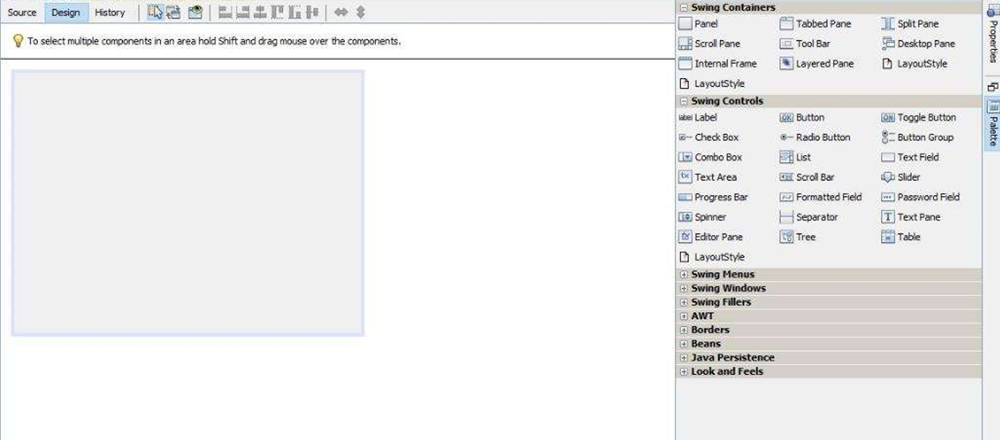 Source Design History
To select multiple components in an area hold Shift and drag mouse over the components.
Swing Containers
Panel Tabbed Pane Split Pane
Scroll Pane Tool Bar Desktop Pane
Internal Frame Layered Pane LayoutStyle
LayoutStyle
Swing Controls
label Label OK Button ON Toggle Button
Check Box Radio Button Button Group
Combo Box List Text Field
Text Area Scroll Bar Slider
Progress Bar Formatted Field Password Field
Spinner Separator T Text Pane
Editor Pane Tree Table
LayoutStyle
Swing Menus
Swing Windows
Swing Fillers
AWT
Borders
Beans
Java Persistence
Look and Feels
Properties
Palette